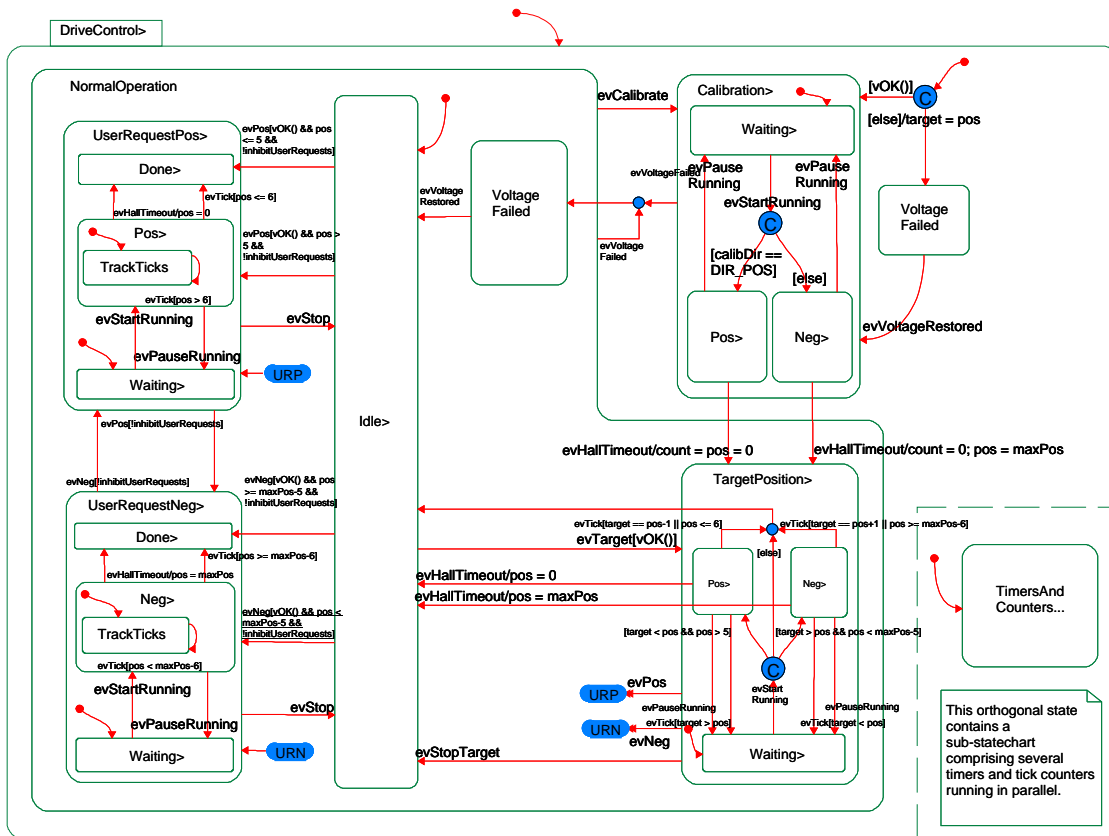 DriveControl>
NormalOperation
UserRequestPos>
Done>
evTick[pos <= 6]
evHallTimeout/pos = 0
Pos>
TrackTicks
evTick[pos > 6]
evStartRunning
evPauseRunning
Waiting>
URP
evPos[vOK() && pos
<= 5 &&
!inhibitUserRequests]
evPos[vOK() && pos >
5 &&
!inhibitUserRequests]
evStop
evPos[!inhibitUserRequests]
evNeg[!inhibitUserRequests]
UserRequestNeg>
Done>
evTick[pos >= maxPos-6]
evHallTimeout/pos = maxPos
Neg>
TrackTicks
evTick[pos < maxPos-6]
evStartRunning
evPauseRunning
Waiting>
URN
evNeg[vOK() && pos
>= maxPos-5 &&
!inhibitUserRequests]
evNeg[vOK() && pos <
maxPos-5 &&
!inhibitUserRequests]
evStop
Idle>
evVoltage
Restored
Voltage
Failed
evCalibrate
evVoltageFailed
evVoltage
Failed
Calibration>
Waiting>
evPause
Running
evPause
Running
evStartRunning
C
[calibDir ==
DIR_POS]
[else]
Pos>
Neg>
[vOK()]
C
[else]/target = pos
Voltage
Failed
evVoltageRestored
evHallTimeout/count = pos = 0
evHallTimeout/count = 0; pos = maxPos
TargetPosition>
evTick[target == pos-1 || pos <= 6]
evTick[target == pos+1 || pos >= maxPos-6]
evTarget[vOK()]
[else]
evHallTimeout/pos = 0
evHallTimeout/pos = maxPos
Pos>
Neg>
[target < pos && pos > 5]
[target > pos && pos < maxPos-5]
C
evStart
Running
URP
evPos
evPauseRunning
evPauseRunning
evTick[target > pos]
evTick[target < pos]
URN
evNeg
Waiting>
evStopTarget
TimersAnd
Counters...
This orthogonal state
contains a
sub-statechart
comprising several
timers and tick counters
running in parallel.